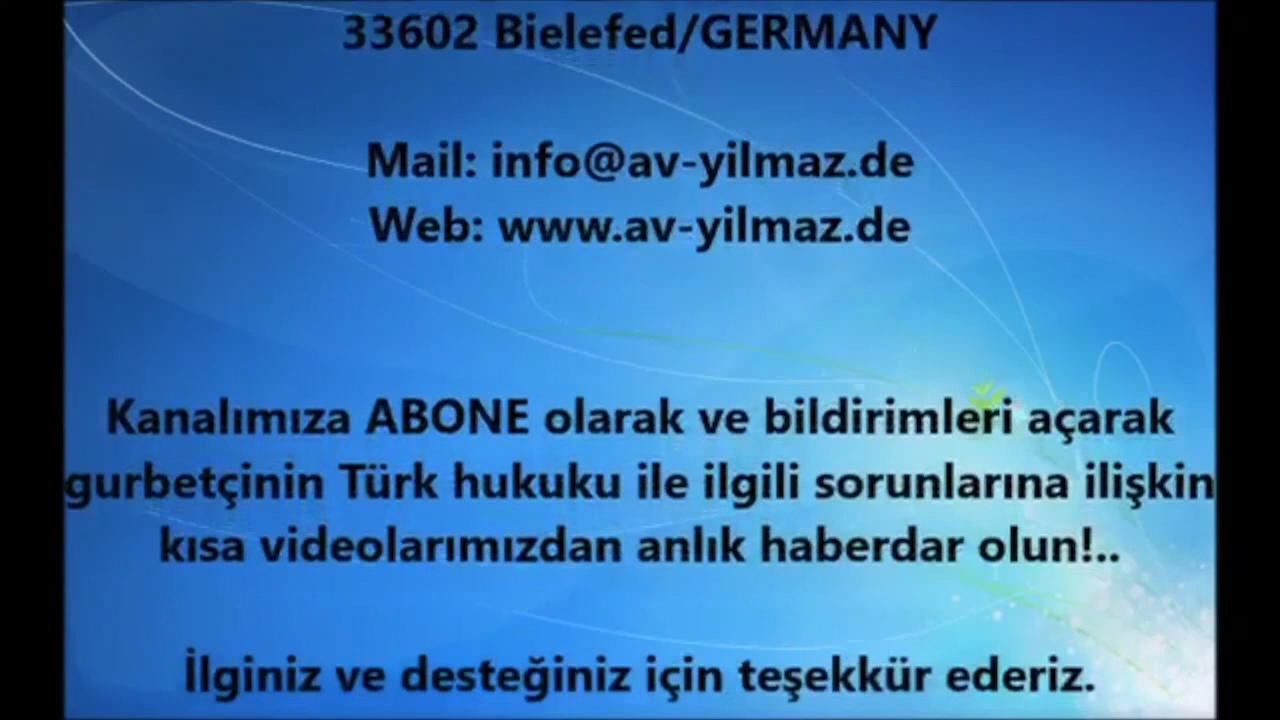 33602 Bielefed/GERMANY
Mail: info@av-yilmaz.de
Web: www.av-yilmaz.de
Kanalımıza ABONE olarak ve bildirimleri açarak
gurbetçinin Türk hukuku ile ilgili sorunlarına ilişkin
kısa videolarımızdan anlık haberdar olun!..
İlginiz ve desteğiniz için teşekkür ederiz.